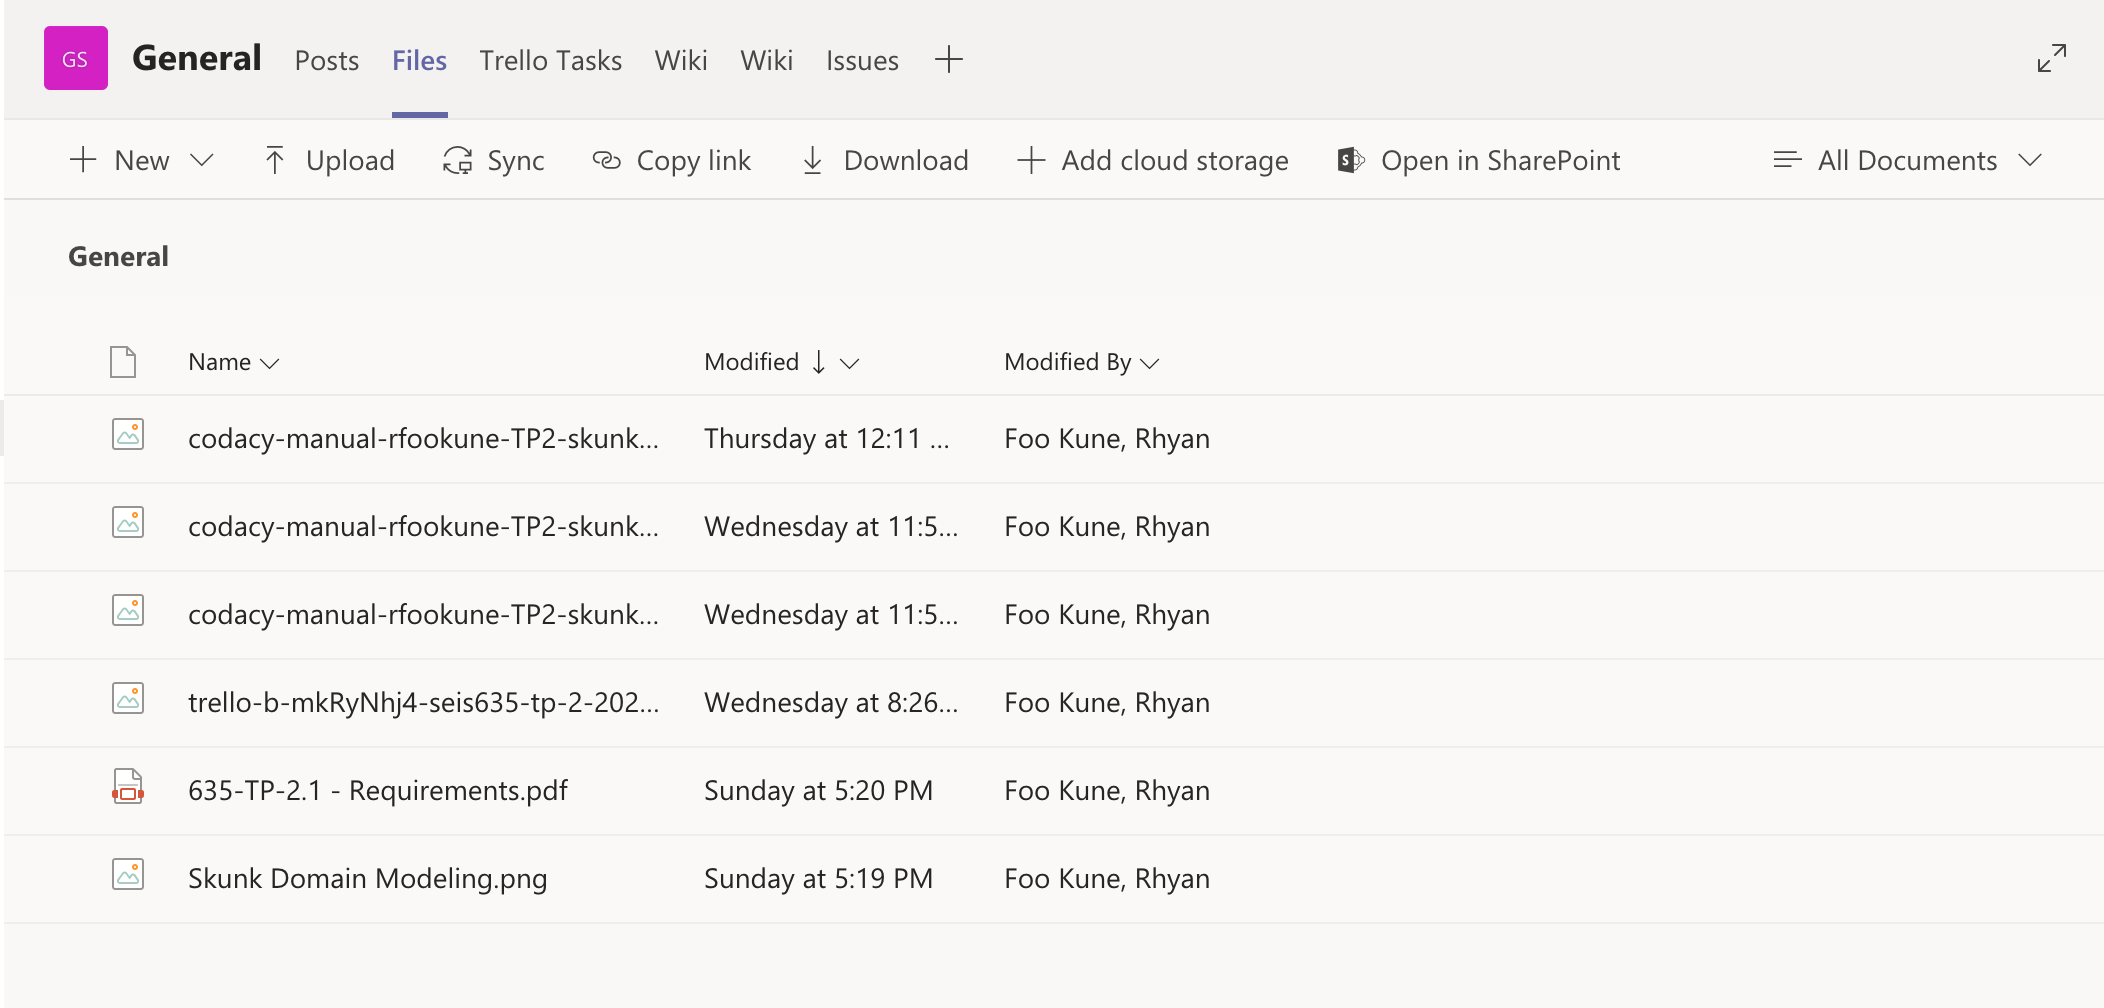 GS General Posts Files Trello Tasks Wiki Wiki Issues
New Upload Sync Copy link Download Add cloud storage Open in SharePoint All Documents
General
Name Modified Modified By
codacy-manual-rfookune-TP2-skunk... Thursday at 12:11 ... Foo Kune, Rhyan
codacy-manual-rfookune-TP2-skunk... Wednesday at 11:5... Foo Kune, Rhyan
codacy-manual-rfookune-TP2-skunk... Wednesday at 11:5... Foo Kune, Rhyan
trello-b-mkRyNhj4-seis635-tp-2-202... Wednesday at 8:26... Foo Kune, Rhyan
635-TP-2.1 - Requirements.pdf Sunday at 5:20 PM Foo Kune, Rhyan
Skunk Domain Modeling.png Sunday at 5:19 PM Foo Kune, Rhyan